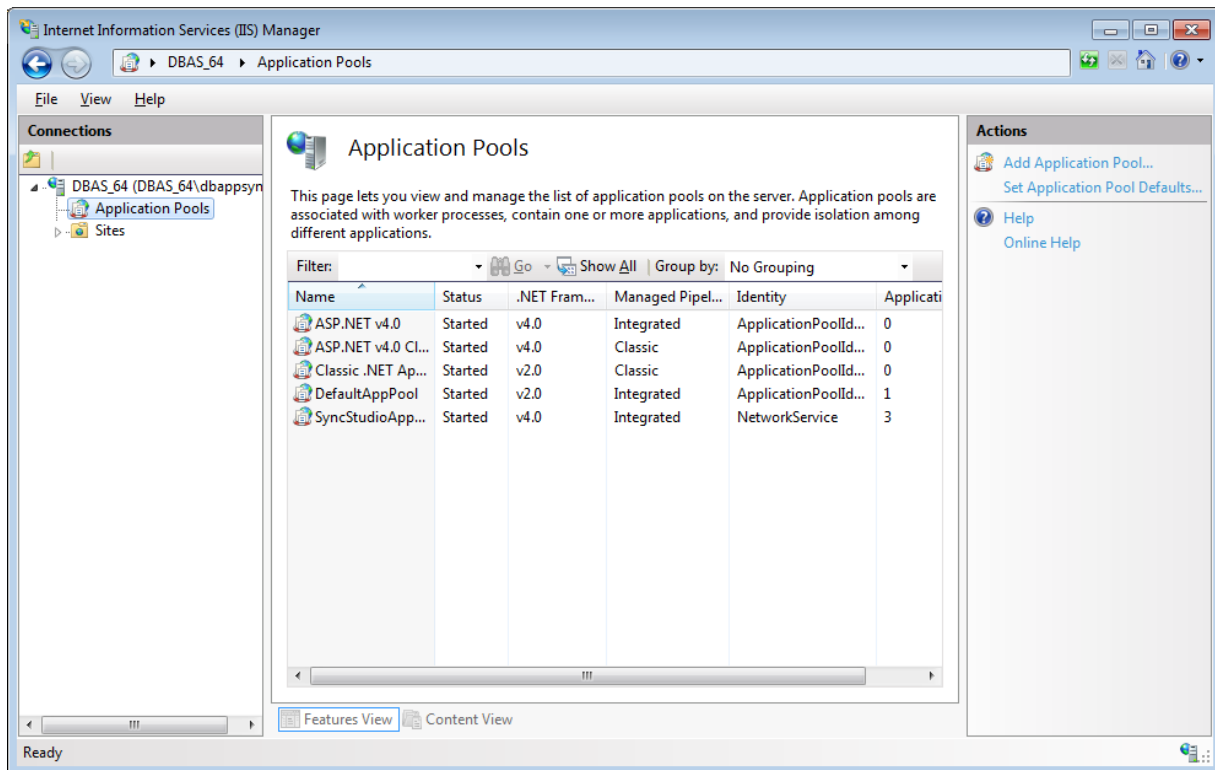 Internet Information Services (IIS) Manager
DBAS_64 Application Pools
File View Help
Connections
DBAS_64 (DBAS_64\dbappsyn
Application Pools
Sites
Application Pools
This page lets you view and manage the list of application pools on the server. Application pools are
associated with worker processes, contain one or more applications, and provide isolation among
different applications.
Filter: Go Show All Group by: No Grouping
Name Status .NET Fram... Managed Pipel... Identity Applicati
ASP.NET v4.0 Started v4.0 Integrated ApplicationPoolId... 0
ASP.NET v4.0 Cl... Started v4.0 Classic ApplicationPoolId... 0
Classic .NET Ap... Started v2.0 Classic ApplicationPoolId... 0
DefaultAppPool Started v2.0 Integrated ApplicationPoolId... 1
SyncStudioApp... Started v4.0 Integrated NetworkService 3
Features View Content View
Actions
Add Application Pool...
Set Application Pool Defaults...
Help
Online Help
Ready